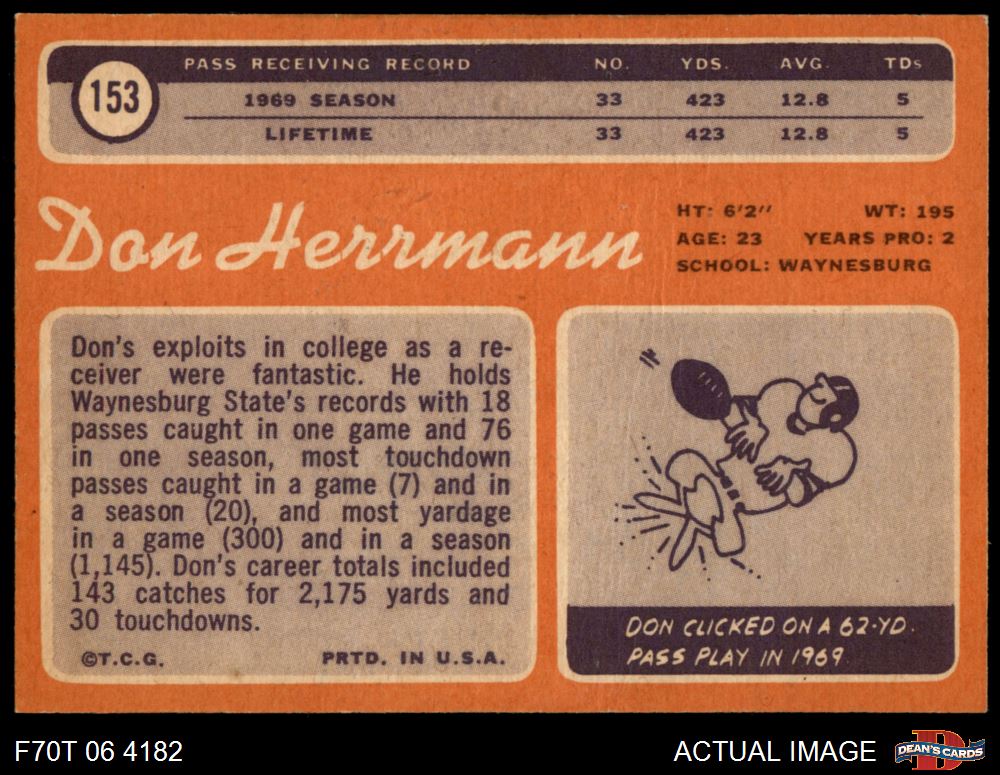 153
PASS RECEIVING RECORD NO. YDS. AVG. TDs
1969 SEASON 33 423 12.8 5
LIFETIME 33 423 12.8 5
Don Herrmann
HT: 6'2" WT: 195
AGE: 23 YEARS PRO: 2
SCHOOL: WAYNESBURG
Don's exploits in college as a re-
ceiver were fantastic. He holds
Waynesburg State's records with 18
passes caught in one game and 76
in one season, most touchdown
passes caught in a game (7) and in
a season (20), and most yardage
in a game (300) and in a season
(1,145). Don's career totals included
143 catches for 2,175 yards and
30 touchdowns.
©T.C.G. PRTD. IN U.S.A.
DON CLICKED ON A 62-YD.
PASS PLAY IN 1969
F70T 06 4182
ACTUAL IMAGE
D
DEAN'S CARDS